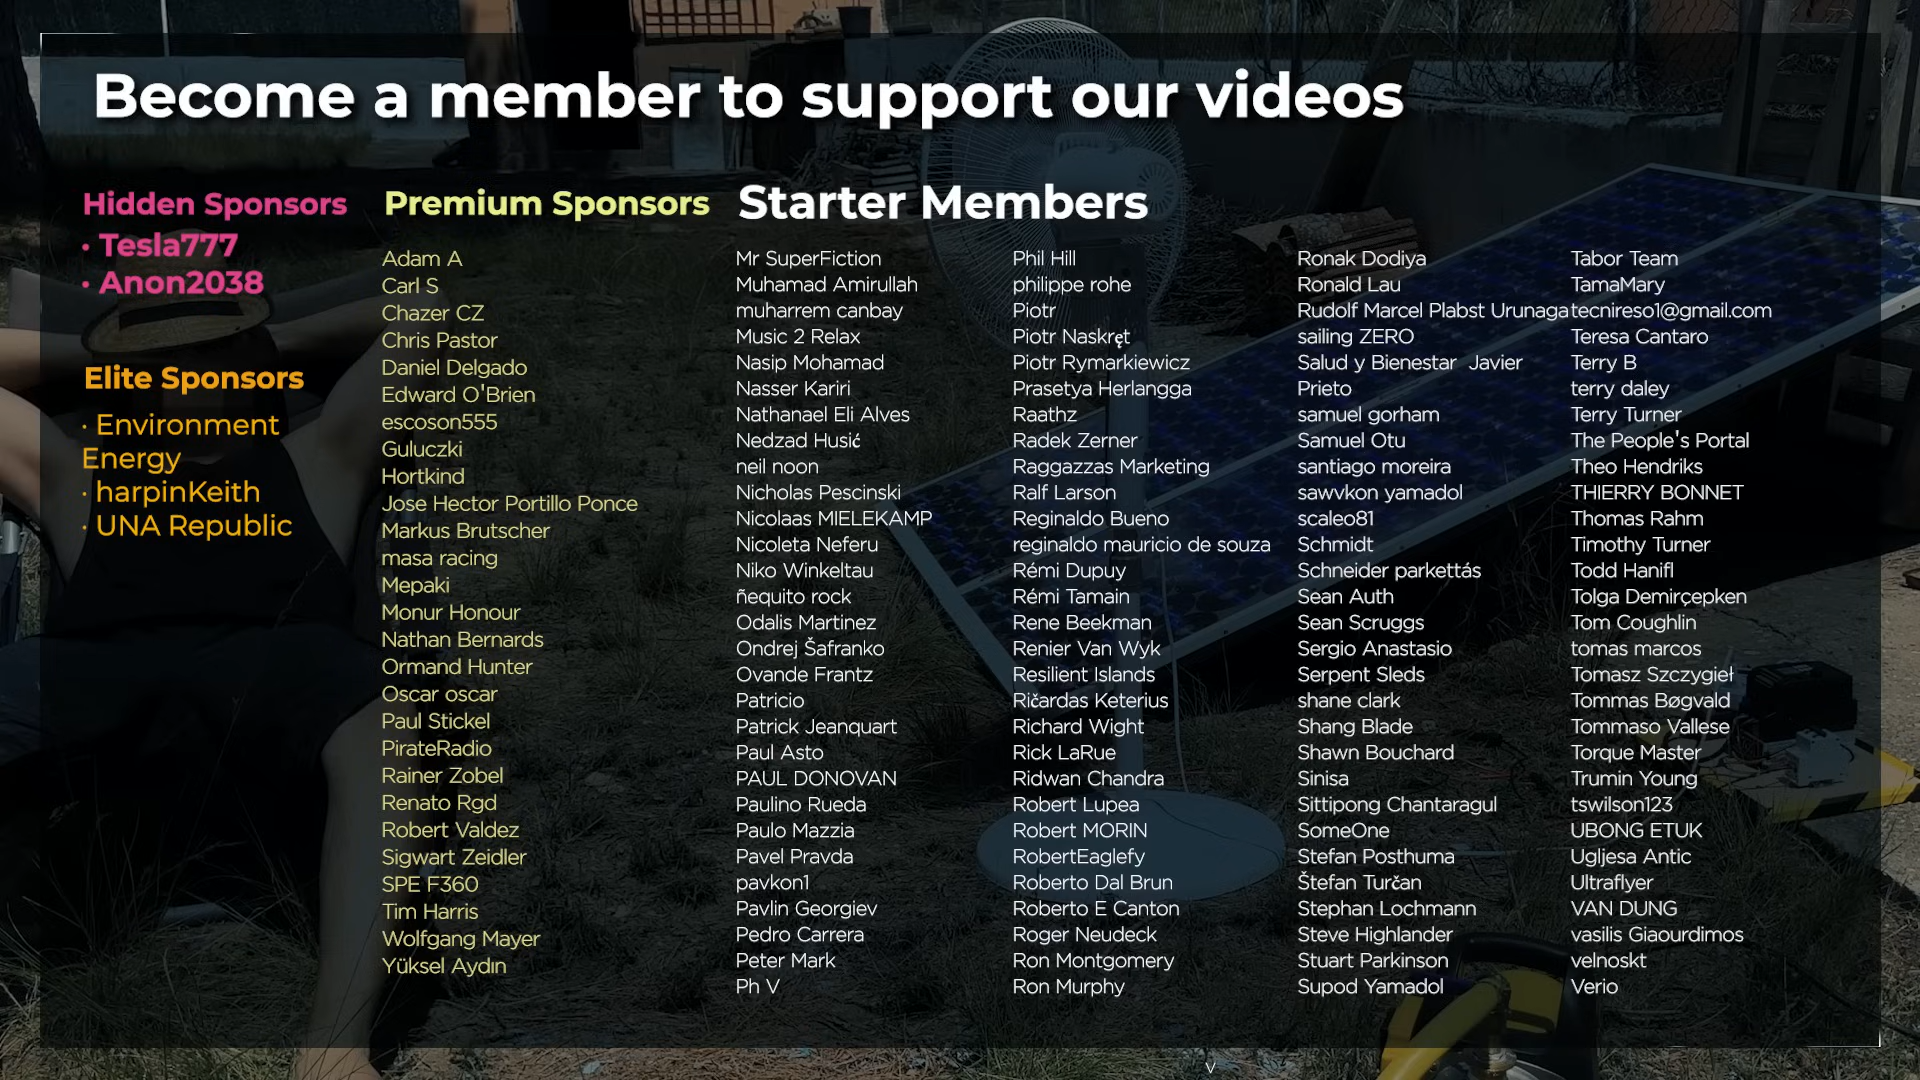 Become a member to support our videos
Hidden Sponsors
· Tesla777
· Anon2038
Elite Sponsors
· Environment
Energy
· harpinKeith
· UNA Republic
Premium Sponsors
Adam A
Carl S
Chazer CZ
Chris Pastor
Daniel Delgado
Edward O'Brien
escoson555
Guluczki
Hortkind
Jose Hector Portillo Ponce
Markus Brutscher
masa racing
Mepaki
Monur Honour
Nathan Bernards
Ormand Hunter
Oscar oscar
Paul Stickel
PirateRadio
Rainer Zobel
Renato Rgd
Robert Valdez
Sigwart Zeidler
SPE F360
Tim Harris
Wolfgang Mayer
Yüksel Aydın
Starter Members
Mr SuperFiction
Muhamad Amirullah
muharrem canbay
Music 2 Relax
Nasip Mohamad
Nasser Kariri
Nathanael Eli Alves
Nedzad Husić
neil noon
Nicholas Pescinski
Nicolaas MIELEKAMP
Nicoleta Neferu
Niko Winkeltau
ñequito rock
Odalis Martinez
Ondrej Šafranko
Ovande Frantz
Patricio
Patrick Jeanquart
Paul Asto
PAUL DONOVAN
Paulino Rueda
Paulo Mazzia
Pavel Pravda
pavkon1
Pavlin Georgiev
Pedro Carrera
Peter Mark
Ph V
Phil Hill
philippe rohe
Piotr
Piotr Naskręt
Piotr Rymarkiewicz
Prasetya Herlangga
Raathz
Radek Zerner
Raggazzas Marketing
Ralf Larson
Reginaldo Bueno
reginaldo mauricio de souza
Rémi Dupuy
Rémi Tamain
Rene Beekman
Renier Van Wyk
Resilient Islands
Ričardas Keterius
Richard Wight
Rick LaRue
Ridwan Chandra
Robert Lupea
Robert MORIN
RobertEaglefy
Roberto Dal Brun
Roberto E Canton
Roger Neudeck
Ron Montgomery
Ron Murphy
Ronak Dodiya
Ronald Lau
Rudolf Marcel Plabst Urunaga
sailing ZERO
Salud y Bienestar Javier
Prieto
samuel gorham
Samuel Otu
santiago moreira
sawvkon yamadol
scaleo81
Schmidt
Schneider parkettás
Sean Auth
Sean Scruggs
Sergio Anastasio
Serpent Sleds
shane clark
Shang Blade
Shawn Bouchard
Sinisa
Sittipong Chantaragul
SomeOne
Stefan Posthuma
Štefan Turčan
Stephan Lochmann
Steve Highlander
Stuart Parkinson
Supod Yamadol
Tabor Team
TamaMary
tecnireso1@gmail.com
Teresa Cantaro
Terry B
terry daley
Terry Turner
The People's Portal
Theo Hendriks
THIERRY BONNET
Thomas Rahm
Timothy Turner
Todd Hanifl
Tolga Demirçepken
Tom Coughlin
tomas marcos
Tomasz Szczygieł
Tommas Bøgvald
Tommaso Vallese
Torque Master
Trumin Young
tswilson123
UBONG ETUK
Ugljesa Antic
Ultraflyer
VAN DUNG
vasilis Giaourdimos
velnoskt
Verio
V